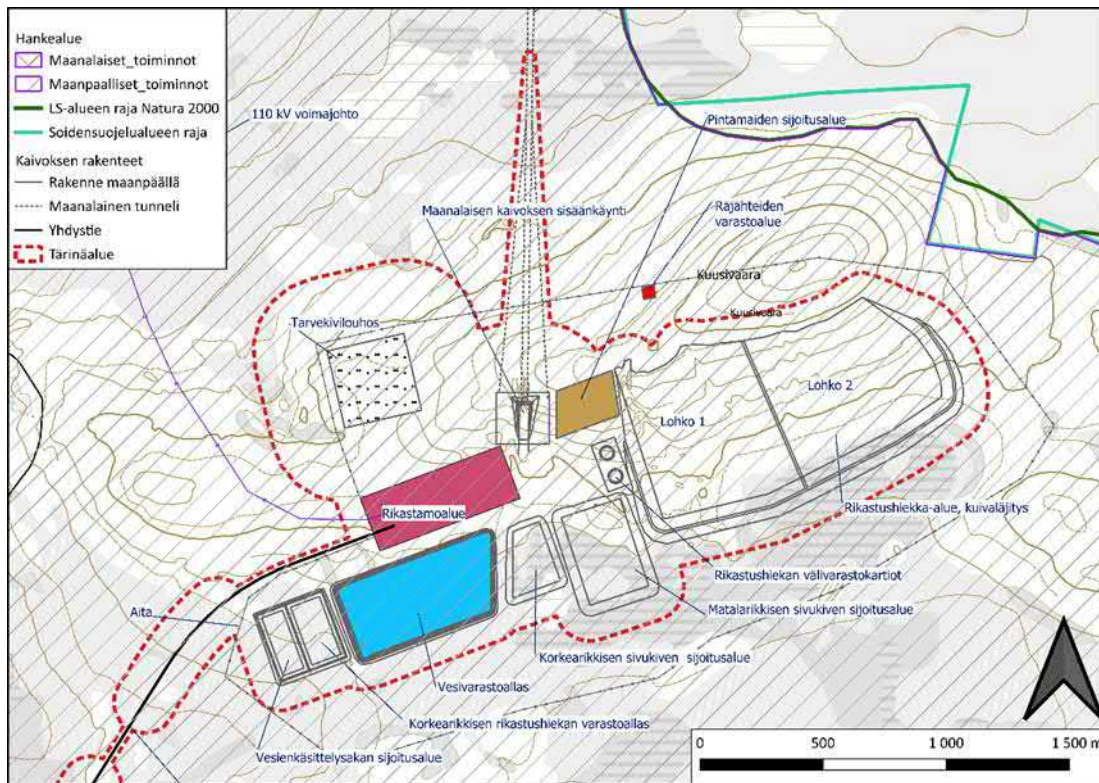 Hankealue
Maanalaiset_toiminnot
Maanpaalliset_toiminnot
LS-alueen raja Natura 2000
Soidensuojelualueen raja
Kaivoksen rakenteet
Rakenne maanpäällä
Maanalainen tunneli
Yhdystie
Tärinäalue
110 kV voimajohto
Pintamaiden sijoitusalue
Maanalaisen kaivoksen sisäänkäynti
Rajahteiden
varastoalue
Kuusivaara
Kuusivaara
Tarvekivilouhos
Lohko 2
Lohko 1
Rikastushiekka-alue, kuivaläjitys
Rikastamoalue
Rikastushiekan välivarastokartiot
Aita
Matalarikkisen sivukiven sijoitusalue
Korkearikkisen sivukiven sijoitusalue
Vesivarastoallas
Korkearikkisen rikastushiekan varastoallas
Vesienkäsittelysakan sijoitusalue
0 500 1 000 1 500 m